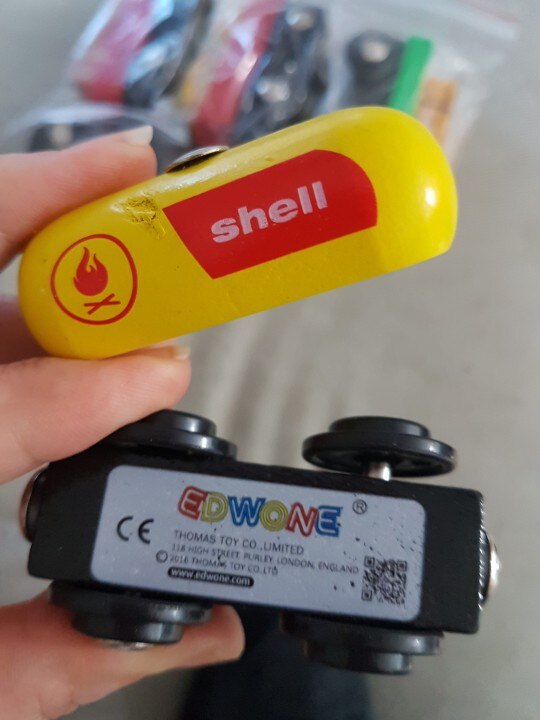 shell
EDWONE ®
CE
THOMAS TOY CO.,LIMITED
118 HIGH STREET, PURLEY, LONDON, ENGLAND
© 2016 THOMAS TOY CO.LTD
www.edwone.com